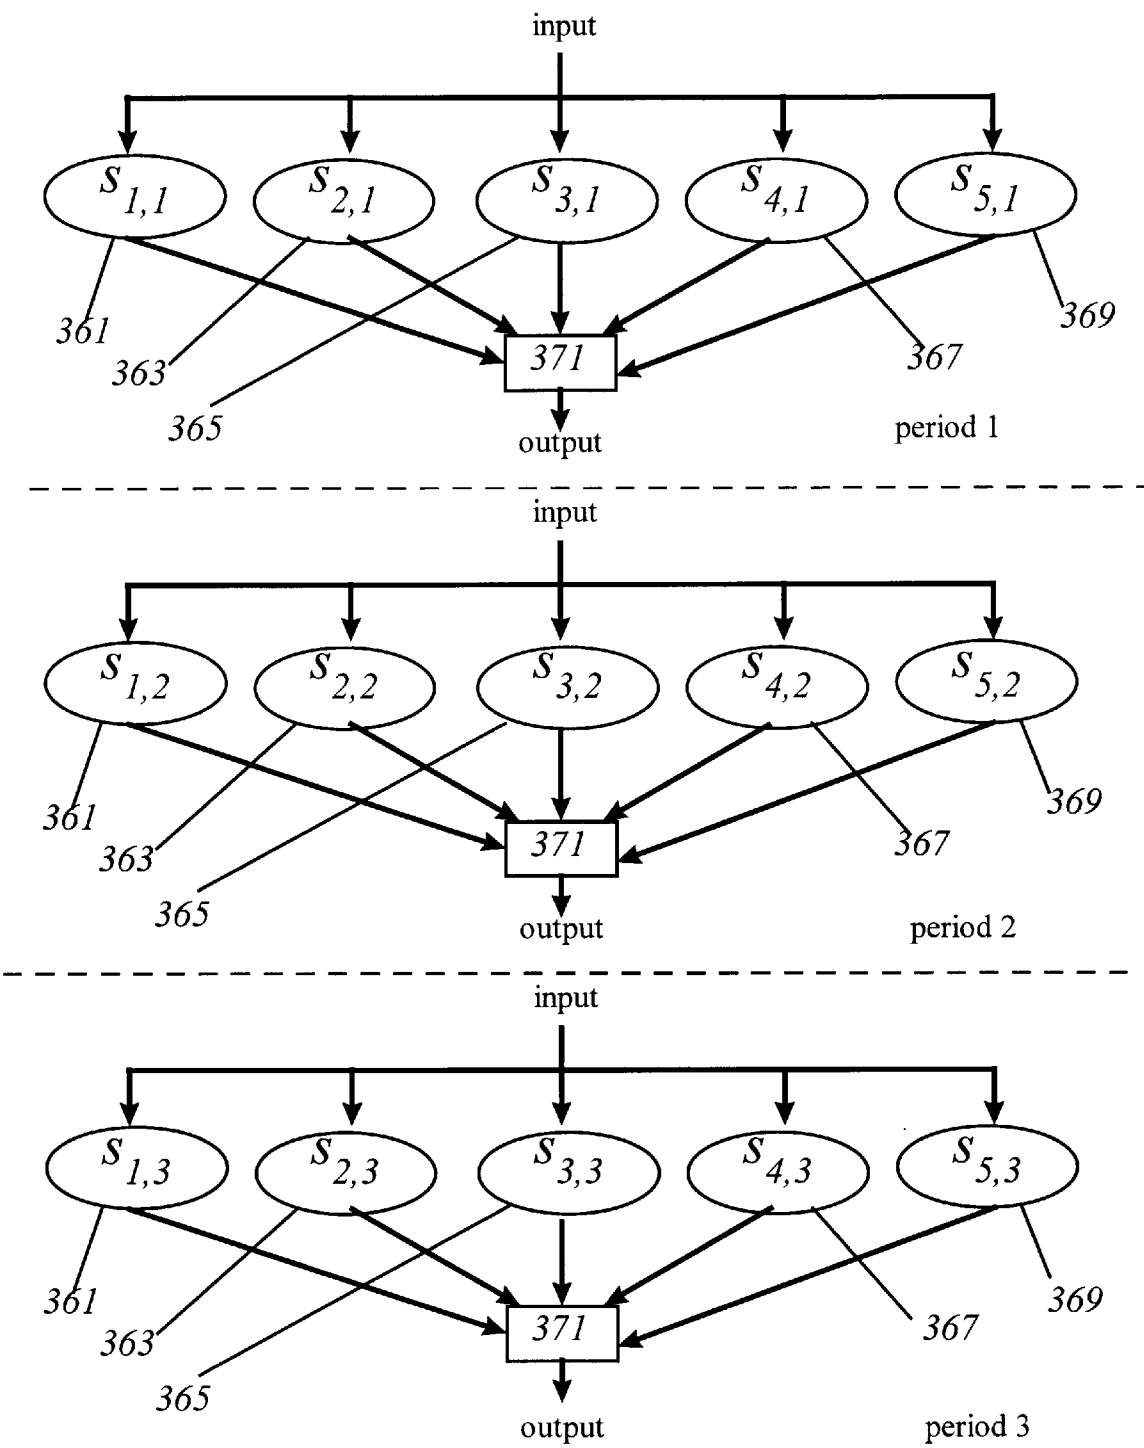 input
S1,1 S2,1 S3,1 S4,1 S5,1
361 363 365 371 367 369
output
period 1
input
S1,2 S2,2 S3,2 S4,2 S5,2
361 363 365 371 367 369
output
period 2
input
S1,3 S2,3 S3,3 S4,3 S5,3
361 363 365 371 367 369
output
period 3